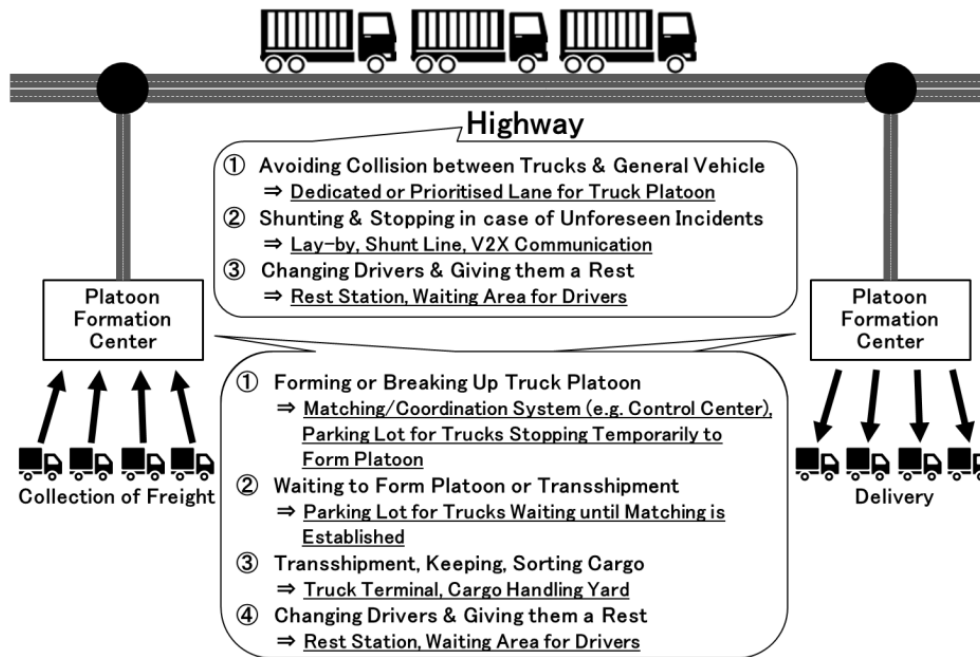 Highway
① Avoiding Collision between Trucks & General Vehicle
⇒ Dedicated or Prioritised Lane for Truck Platoon
② Shunting & Stopping in case of Unforeseen Incidents
⇒ Lay-by, Shunt Line, V2X Communication
③ Changing Drivers & Giving them a Rest
⇒ Rest Station, Waiting Area for Drivers
Platoon
Formation
Center
Platoon
Formation
Center
① Forming or Breaking Up Truck Platoon
⇒ Matching/Coordination System (e.g. Control Center),
Parking Lot for Trucks Stopping Temporarily to
Form Platoon
② Waiting to Form Platoon or Transshipment
⇒ Parking Lot for Trucks Waiting until Matching is
Established
③ Transshipment, Keeping, Sorting Cargo
⇒ Truck Terminal, Cargo Handling Yard
④ Changing Drivers & Giving them a Rest
⇒ Rest Station, Waiting Area for Drivers
Collection of Freight
Delivery